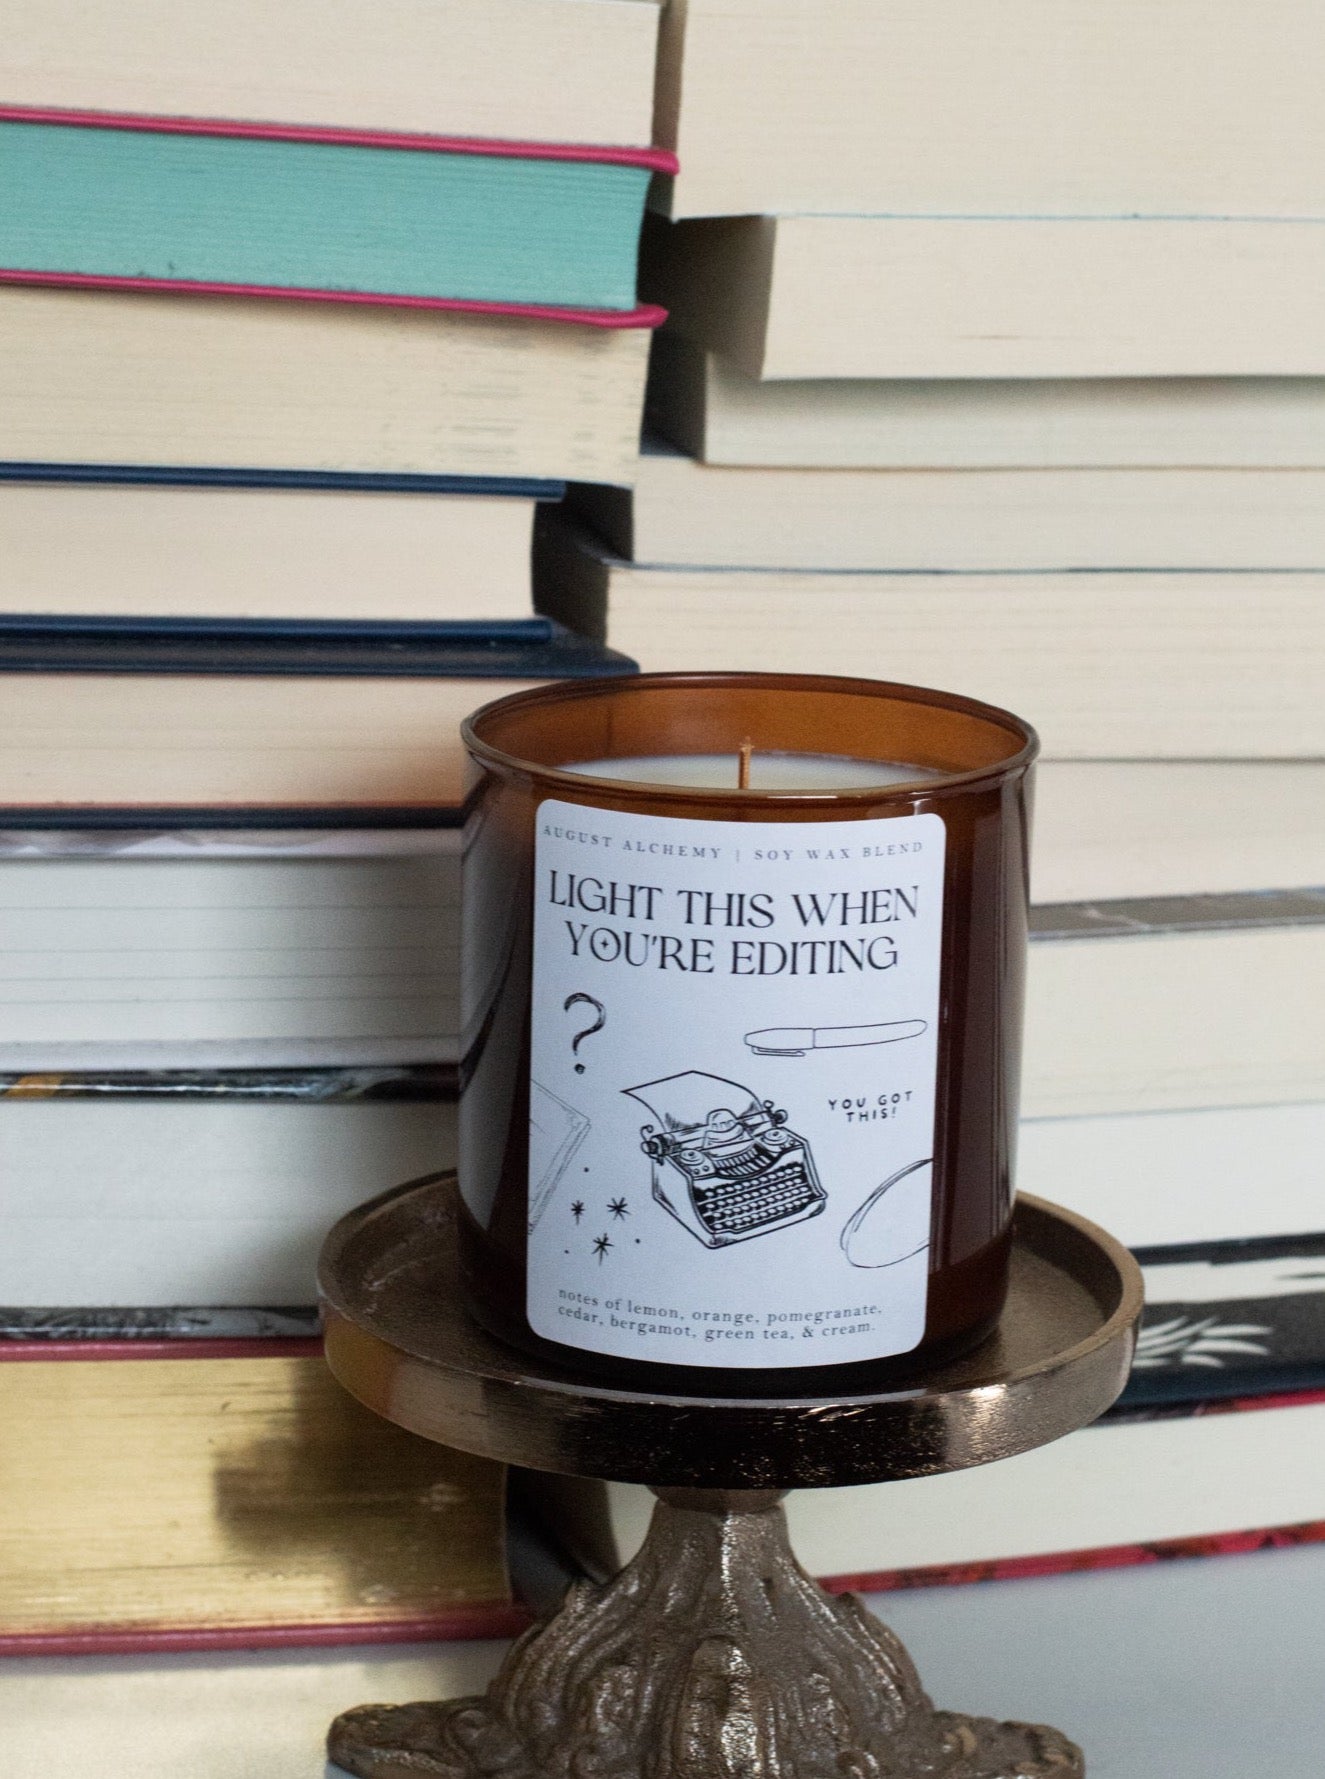 AUGUST ALCHEMY | SOY WAX BLEND
LIGHT THIS WHEN
YOU'RE EDITING
?
YOU GOT
THIS!
notes of lemon, orange, pomegranate,
cedar, bergamot, green tea, & cream.